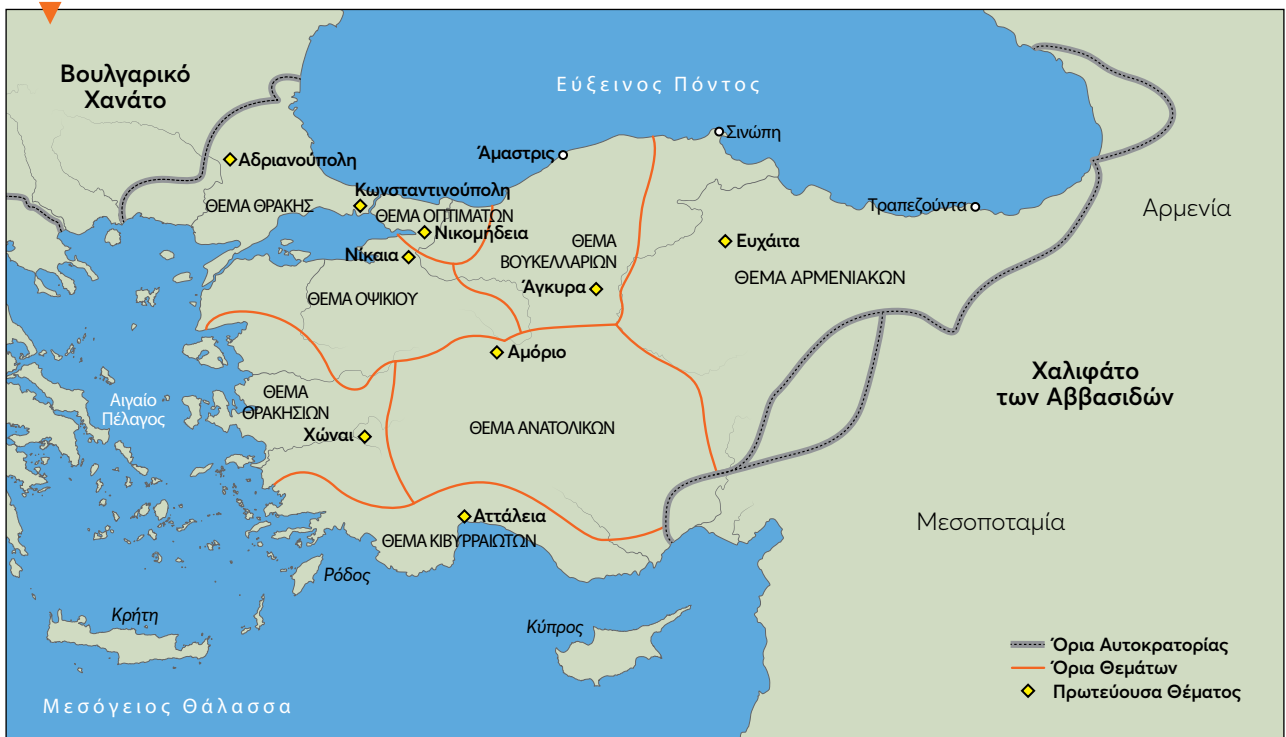 Βουλγαρικό
Χανάτο
Εύξεινος Πόντος
Σινώπη
Άμαστρις
Αδριανούπολη
Κωνσταντινούπολη
ΘΕΜΑ ΘΡΑΚΗΣ
ΘΕΜΑ ΟΠΤΙΜΑΤΩΝ
Τραπεζούντα
Αρμενία
Νικομήδεια
Ευχάιτα
Νίκαια
ΘΕΜΑ
ΒΟΥΚΕΛΛΑΡΙΩΝ
ΘΕΜΑ ΑΡΜΕΝΙΑΚΩΝ
Άγκυρα
ΘΕΜΑ ΟΨΙΚΙΟΥ
Αμόριο
Χαλιφάτο
των Αββασιδών
Αιγαίο
Πέλαγος
ΘΕΜΑ
ΘΡΑΚΗΣΙΩΝ
Χώναι
ΘΕΜΑ ΑΝΑΤΟΛΙΚΩΝ
Αττάλεια
ΘΕΜΑ ΚΙΒΥΡΡΑΙΩΤΩΝ
Μεσοποταμία
Ρόδος
Κρήτη
Κύπρος
Μεσόγειος Θάλασσα
Όρια Αυτοκρατορίας
Όρια Θεμάτων
Πρωτεύουσα Θέματος